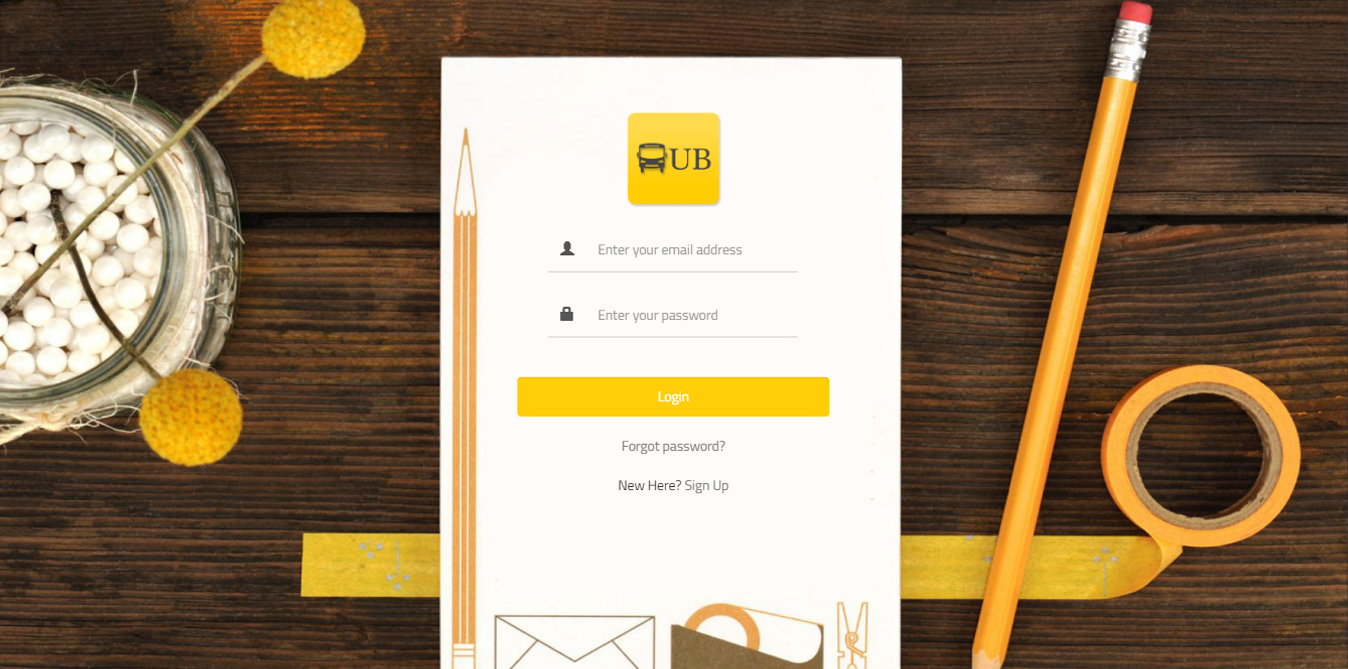 UB
Enter your email address
Enter your password
Login
Forgot password?
New Here? Sign Up